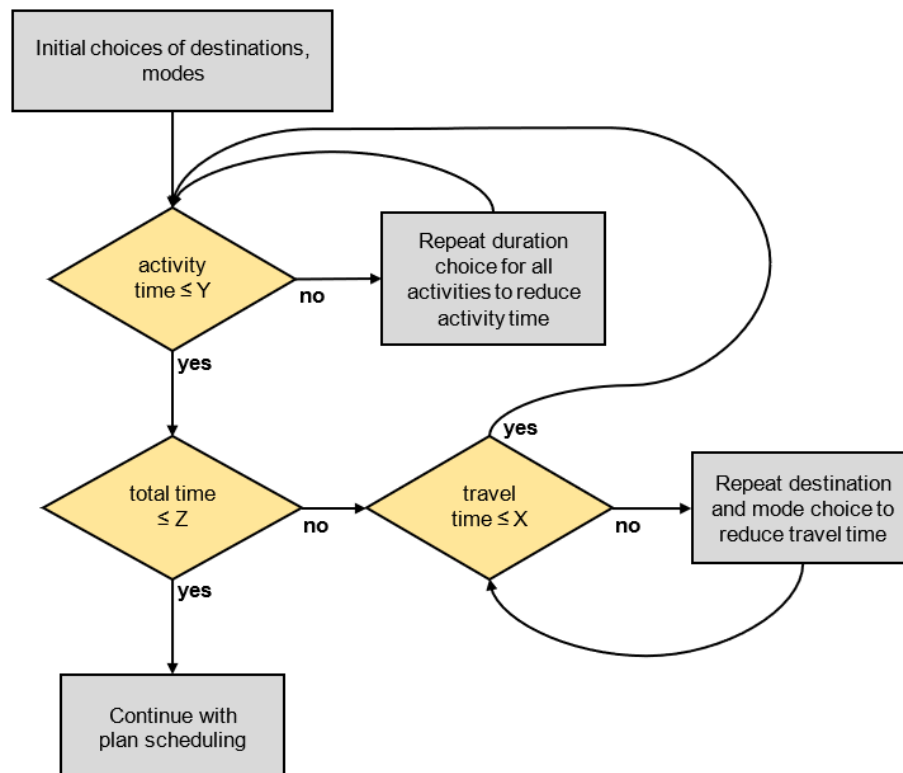 Initial choices of destinations,
modes
activity
time ≤ Y
no
Repeat duration
choice for all
activities to reduce
activity time
yes
total time
≤ Z
no
travel
time ≤ X
yes
no
Repeat destination
and mode choice to
reduce travel time
yes
Continue with
plan scheduling